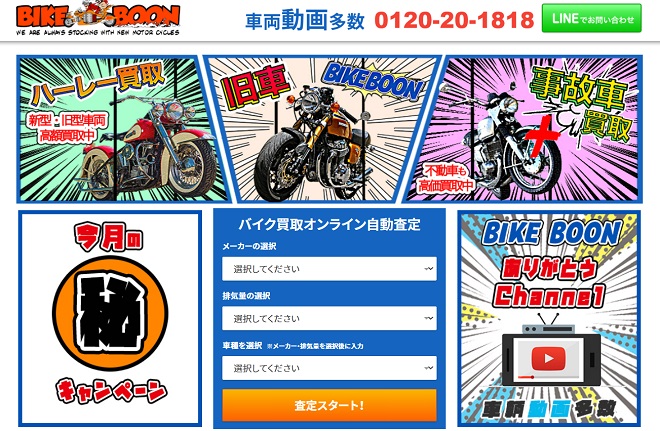 BIKE BOON
WE ARE ALWAYS STOCKING WITH NEW MOTOR CYCLES
車両動画多数 0120-20-1818
LINEでお問い合わせ
ハーレー買取
新型・旧型車両
高額買取中
旧車
BIKEBOON
事故車
買取
不動車も
高価買取中
今月の
㊙
キャンペーン
バイク買取オンライン自動査定
メーカーの選択
選択してください
排気量の選択
選択してください
車種を選択 ※メーカー・排気量を選択後に入力
選択してください
査定スタート!
BIKE BOON
ありがとう
Channel
車輌動画多数